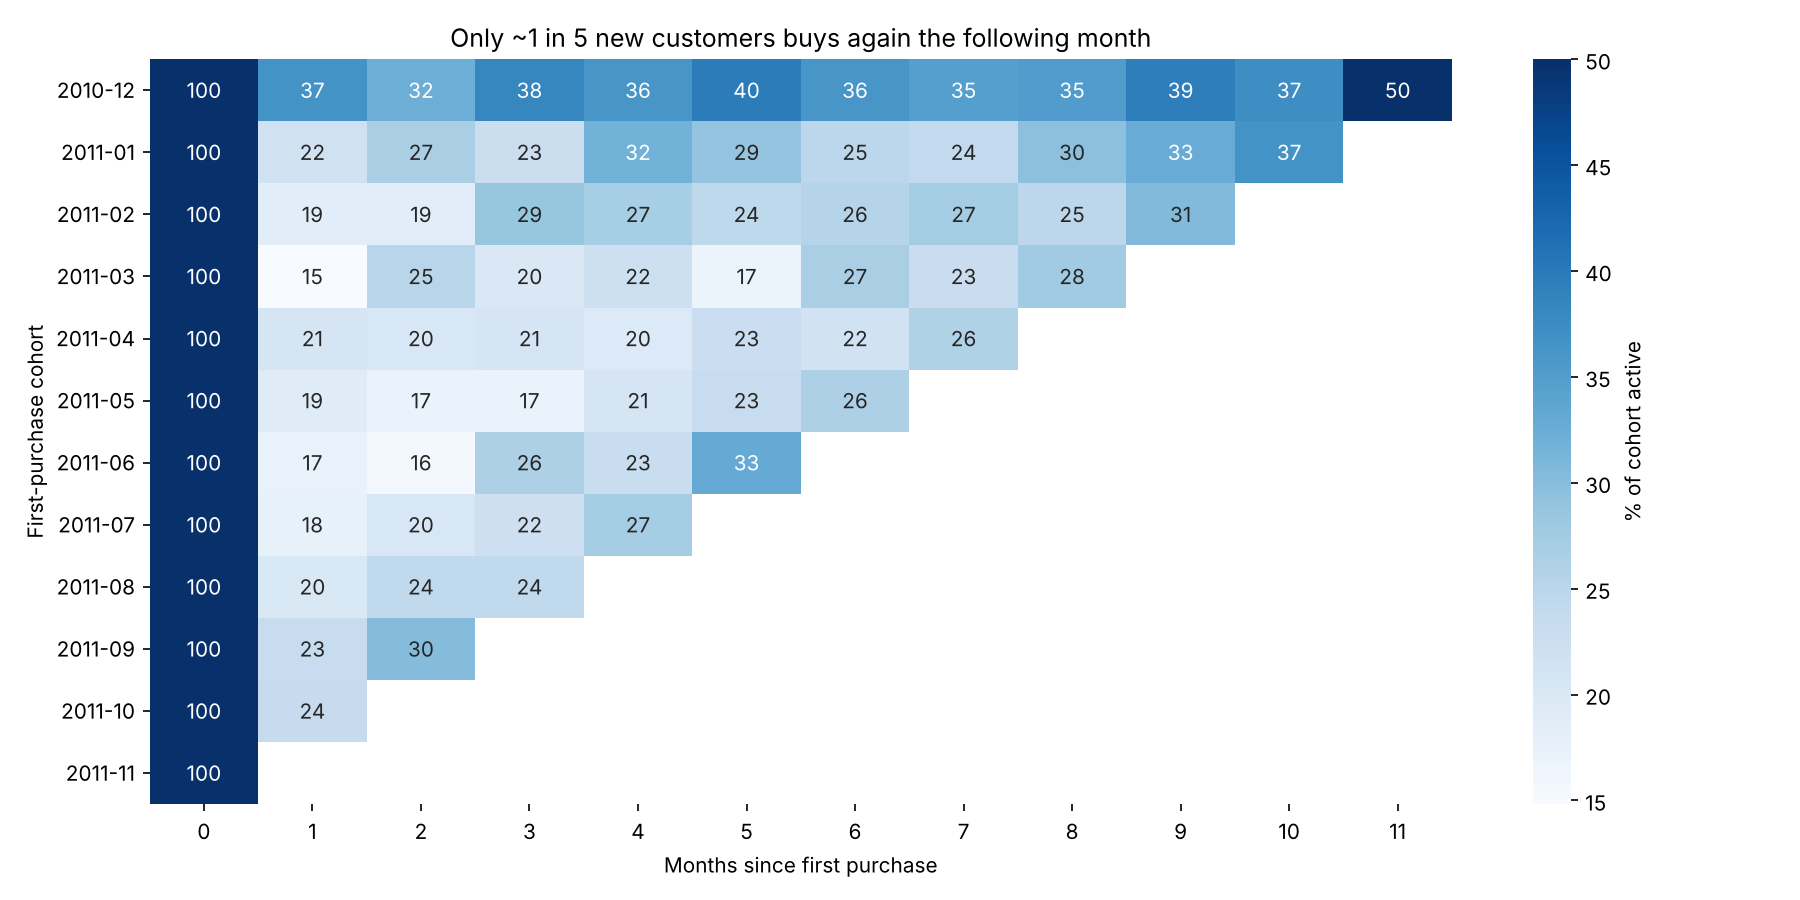 Only ~1 in 5 new customers buys again the following month
First-purchase cohort
2010-12 100 37 32 38 36 40 36 35 35 39 37 50
2011-01 100 22 27 23 32 29 25 24 30 33 37
2011-02 100 19 19 29 27 24 26 27 25 31
2011-03 100 15 25 20 22 17 27 23 28
2011-04 100 21 20 21 20 23 22 26
2011-05 100 19 17 17 21 23 26
2011-06 100 17 16 26 23 33
2011-07 100 18 20 22 27
2011-08 100 20 24 24
2011-09 100 23 30
2011-10 100 24
2011-11 100
0 1 2 3 4 5 6 7 8 9 10 11
Months since first purchase
50
45
40
35
30
25
20
15
% of cohort active